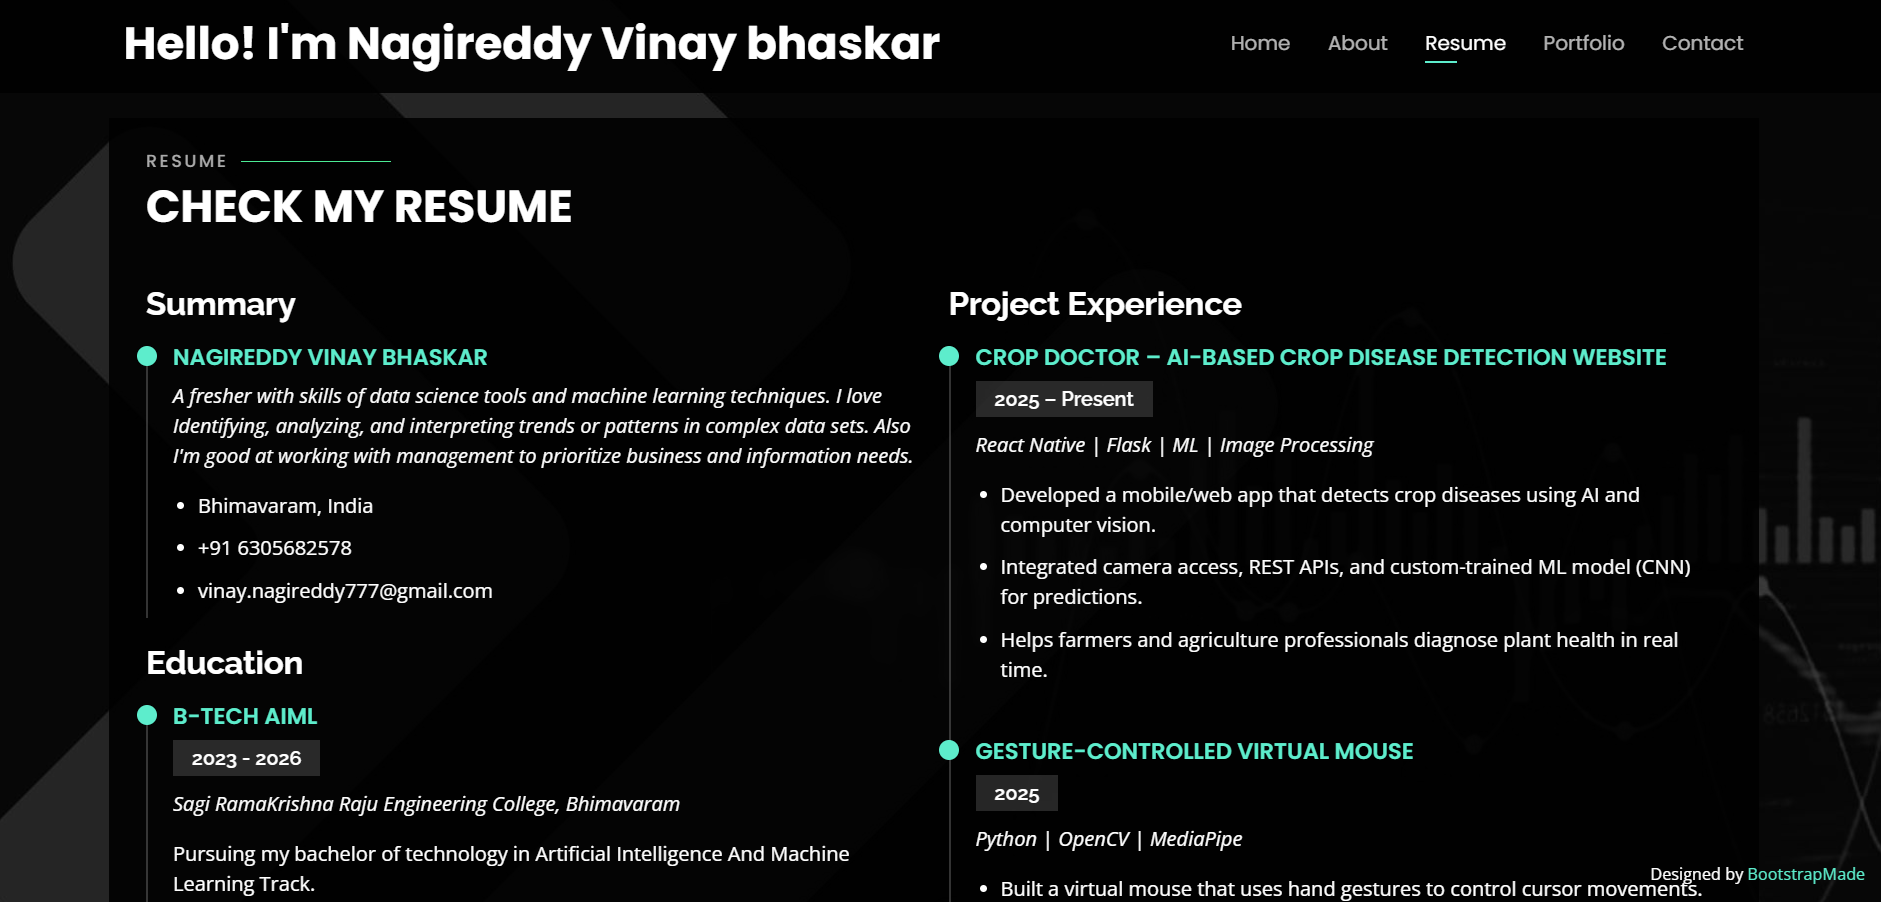 Hello! I'm Nagireddy Vinay bhaskar
Home About Resume Portfolio Contact
RESUME
CHECK MY RESUME
Summary
NAGIREDDY VINAY BHASKAR
A fresher with skills of data science tools and machine learning techniques. I love
Identifying, analyzing, and interpreting trends or patterns in complex data sets. Also
I'm good at working with management to prioritize business and information needs.
• Bhimavaram, India
• +91 6305682578
• vinay.nagireddy777@gmail.com
Education
B-TECH AIML
2023 - 2026
Sagi RamaKrishna Raju Engineering College, Bhimavaram
Pursuing my bachelor of technology in Artificial Intelligence And Machine
Learning Track.
Project Experience
CROP DOCTOR – AI-BASED CROP DISEASE DETECTION WEBSITE
2025 – Present
React Native | Flask | ML | Image Processing
• Developed a mobile/web app that detects crop diseases using AI and
computer vision.
• Integrated camera access, REST APIs, and custom-trained ML model (CNN)
for predictions.
• Helps farmers and agriculture professionals diagnose plant health in real
time.
GESTURE-CONTROLLED VIRTUAL MOUSE
2025
Python | OpenCV | MediaPipe
• Built a virtual mouse that uses hand gestures to control cursor movements.
Designed by BootstrapMade